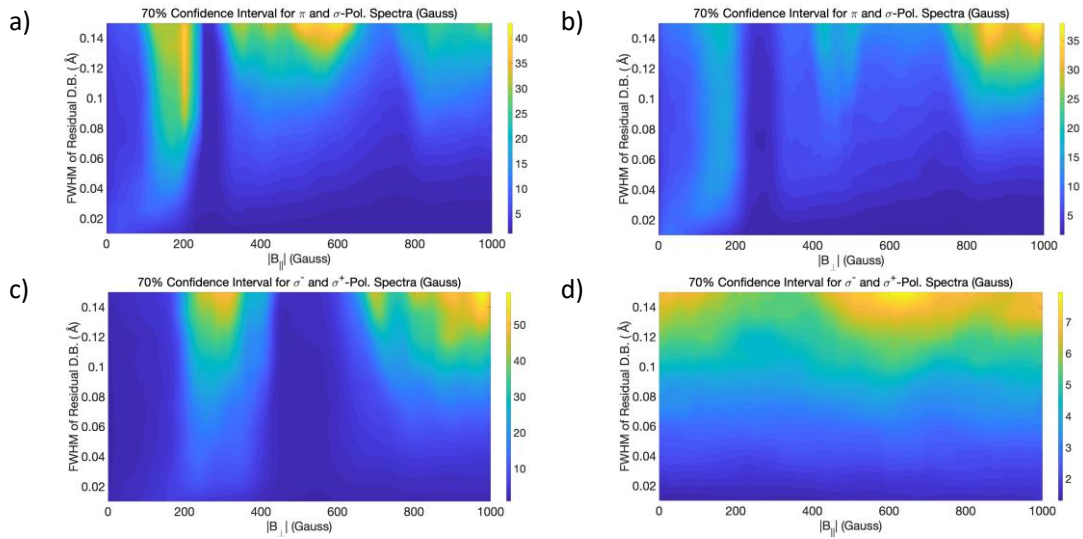 a)
70% Confidence Interval for π and σ-Pol. Spectra (Gauss)
FWHM of Residual D.B. ( Å)
0.14
0.12
0.1
0.08
0.06
0.04
0.02
0 200 400 600 800 1000
|B∥| (Gauss)
40
35
30
25
20
15
10
5
b)
70% Confidence Interval for π and σ-Pol. Spectra (Gauss)
FWHM of Residual D.B. ( Å)
0.14
0.12
0.1
0.08
0.06
0.04
0.02
0 200 400 600 800 1000
|B⊥| (Gauss)
35
30
25
20
15
10
5
c)
70% Confidence Interval for σ⁻ and σ⁺-Pol. Spectra (Gauss)
FWHM of Residual D.B. (Å)
0.14
0.12
0.1
0.08
0.06
0.04
0.02
0 200 400 600 800 1000
|B⊥| (Gauss)
50
40
30
20
10
d)
70% Confidence Interval for σ⁻ and σ⁺-Pol. Spectra (Gauss)
FWHM of Residual D.B. (Å)
0.14
0.12
0.1
0.08
0.06
0.04
0.02
0 200 400 600 800 1000
|B∥| (Gauss)
7
6
5
4
3
2